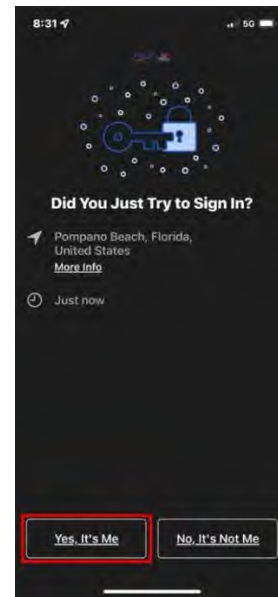 8:31
5G
Did You Just Try to Sign In?
Pompano Beach, Florida,
United States
More Info
Just now
Yes, It's Me
No, It's Not Me